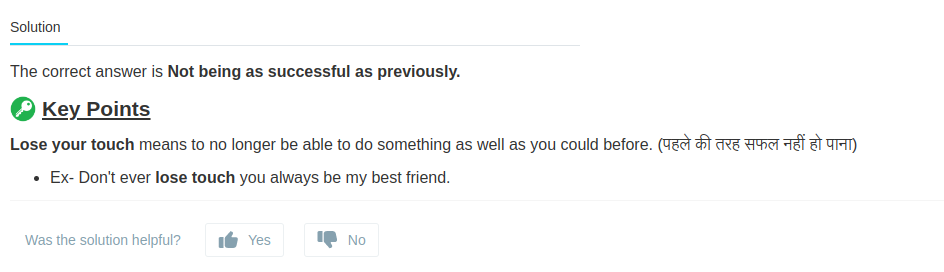 Solution
The correct answer is Not being as successful as previously.
Key Points
Lose your touch means to no longer be able to do something as well as you could before. (पहले की तरह सफल नहीं हो पाना)
• Ex- Don't ever lose touch you always be my best friend.
Was the solution helpful? Yes No